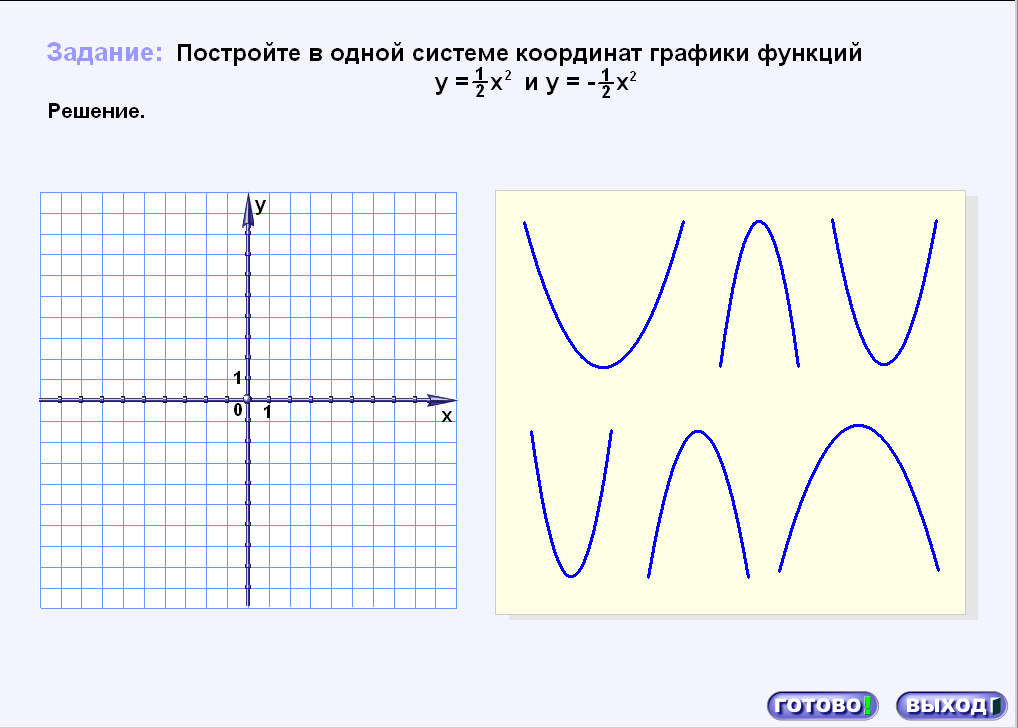 Задание: Постройте в одной системе координат графики функций
y = 1/2 x² и y = - 1/2 x²
Решение.
y
1
0 1
x
ГОТОВО!
ВЫХОД